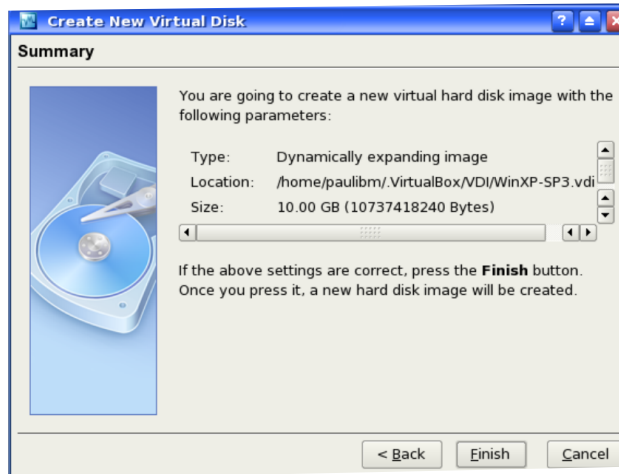 Create New Virtual Disk
Summary
You are going to create a new virtual hard disk image with the
following parameters:
Type: Dynamically expanding image
Location: /home/paulibm/.VirtualBox/VDI/WinXP-SP3.vdi
Size: 10.00 GB (10737418240 Bytes)
If the above settings are correct, press the Finish button.
Once you press it, a new hard disk image will be created.
< Back Finish Cancel